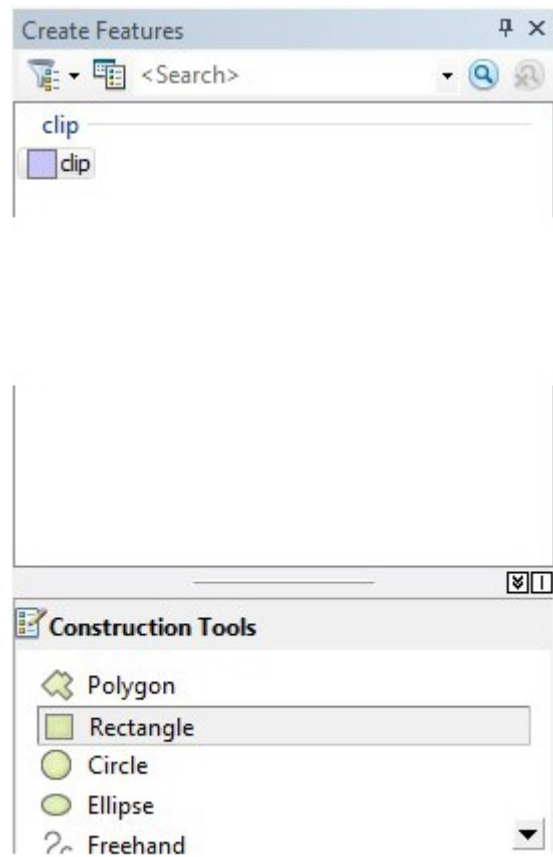 Create Features
<Search>
clip
clip
Construction Tools
Polygon
Rectangle
Circle
Ellipse
Freehand